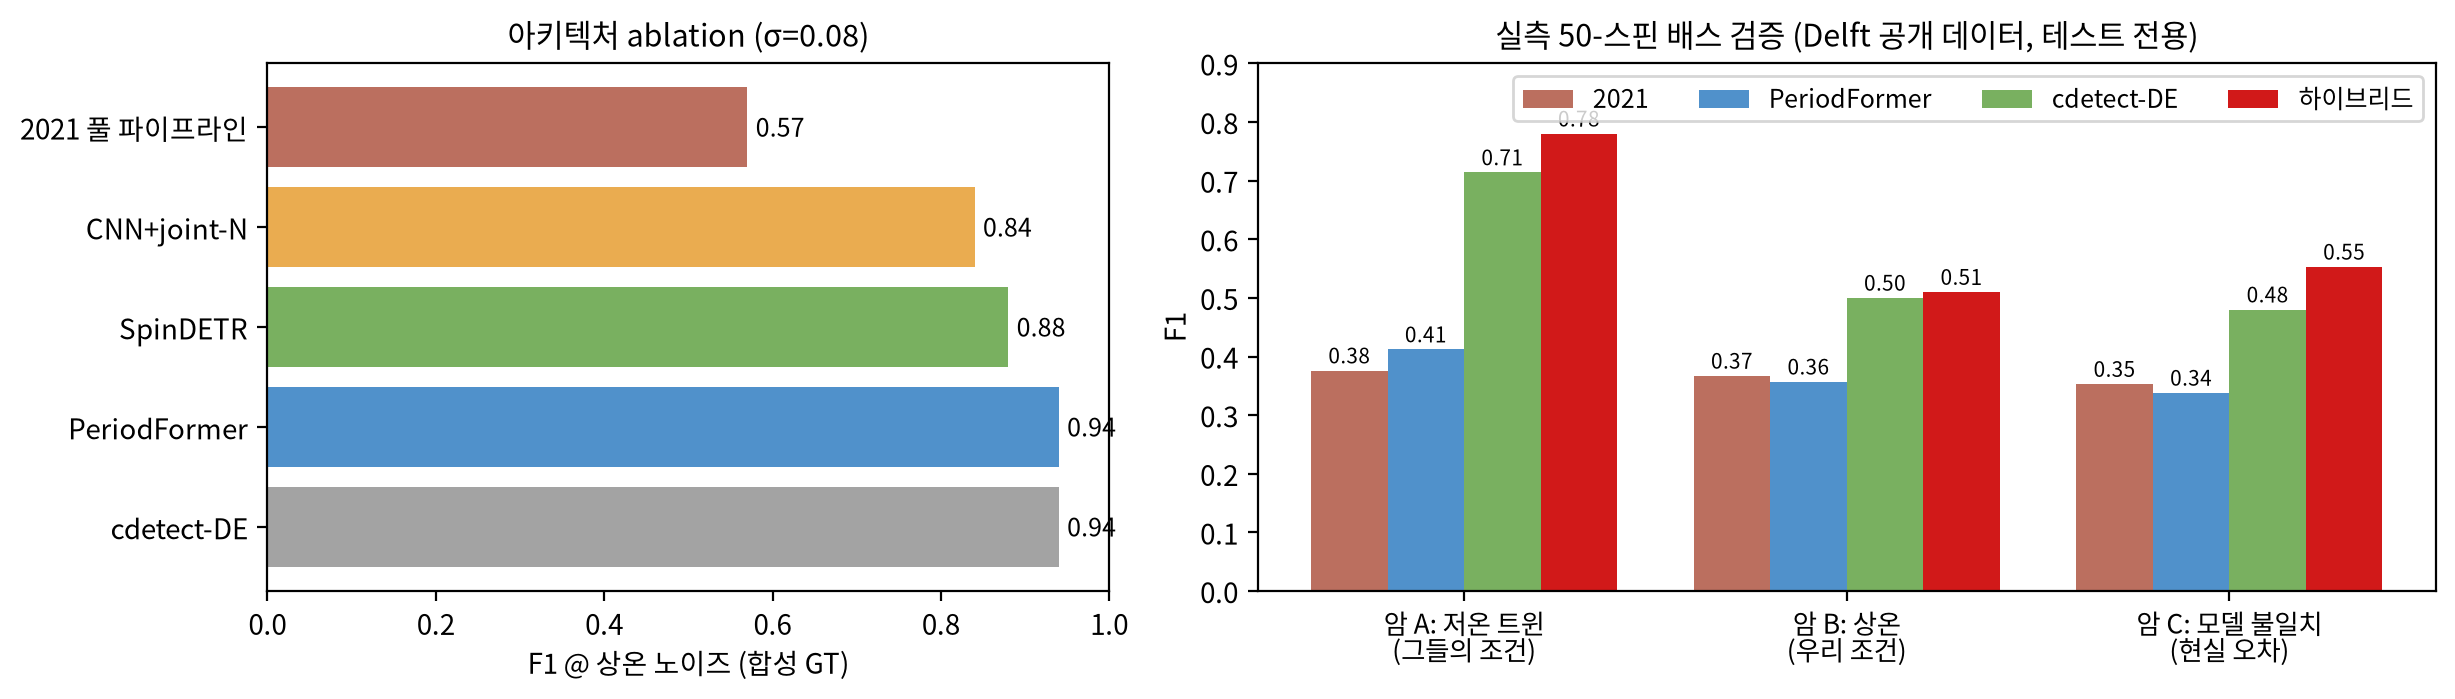 아키텍처 ablation (σ=0.08)
2021 풀 파이프라인
0.57
CNN+joint-N
0.84
SpinDETR
0.88
PeriodFormer
0.94
cdetect-DE
0.94
0.0 0.2 0.4 0.6 0.8 1.0
F1 @ 상온 노이즈 (합성 GT)
실측 50-스핀 배스 검증 (Delft 공개 데이터, 테스트 전용)
2021 PeriodFormer cdetect-DE 하이브리드
F1
0.9
0.8
0.7
0.6
0.5
0.4
0.3
0.2
0.1
0.0
0.38 0.41 0.71 0.78
0.37 0.36 0.50 0.51
0.35 0.34 0.48 0.55
암 A: 저온 트윈
(그들의 조건)
암 B: 상온
(우리 조건)
암 C: 모델 불일치
(현실 오차)